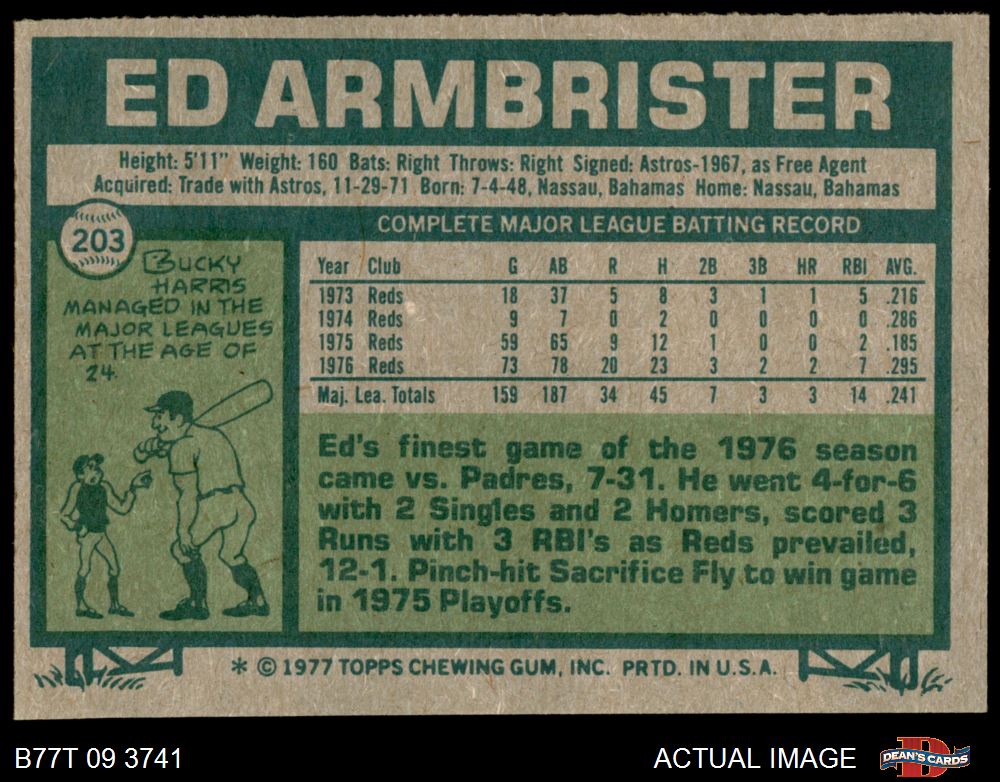 ED ARMBRISTER
Height: 5'11" Weight: 160 Bats: Right Throws: Right Signed: Astros-1967, as Free Agent
Acquired: Trade with Astros, 11-29-71 Born: 7-4-48, Nassau, Bahamas Home: Nassau, Bahamas
203
BUCKY
HARRIS
MANAGED IN THE
MAJOR LEAGUES
AT THE AGE OF
24.
COMPLETE MAJOR LEAGUE BATTING RECORD
Year Club G AB R H 2B 3B HR RBI AVG.
1973 Reds 18 37 5 8 3 1 1 5 .216
1974 Reds 9 7 0 2 0 0 0 0 .286
1975 Reds 59 65 9 12 1 0 0 2 .185
1976 Reds 73 78 20 23 3 2 2 7 .295
Maj. Lea. Totals 159 187 34 45 7 3 3 14 .241
Ed's finest game of the 1976 season
came vs. Padres, 7-31. He went 4-for-6
with 2 Singles and 2 Homers, scored 3
Runs with 3 RBI's as Reds prevailed,
12-1. Pinch-hit Sacrifice Fly to win game
in 1975 Playoffs.
* © 1977 TOPPS CHEWING GUM, INC. PRTD. IN U.S.A.
B77T 09 3741
ACTUAL IMAGE
D
DEAN'S CARDS